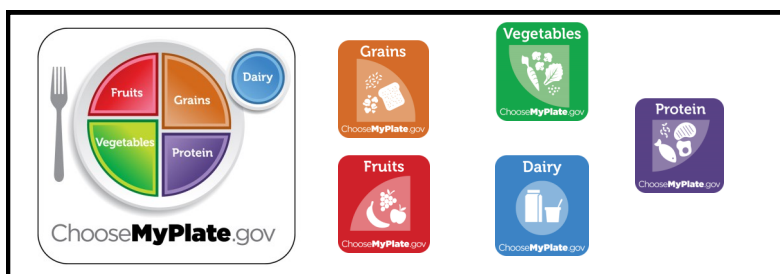 Fruits
Grains
Dairy
Vegetables
Protein
ChooseMyPlate.gov
Grains
ChooseMyPlate.gov
Vegetables
ChooseMyPlate.gov
Protein
ChooseMyPlate.gov
Fruits
ChooseMyPlate.gov
Dairy
ChooseMyPlate.gov